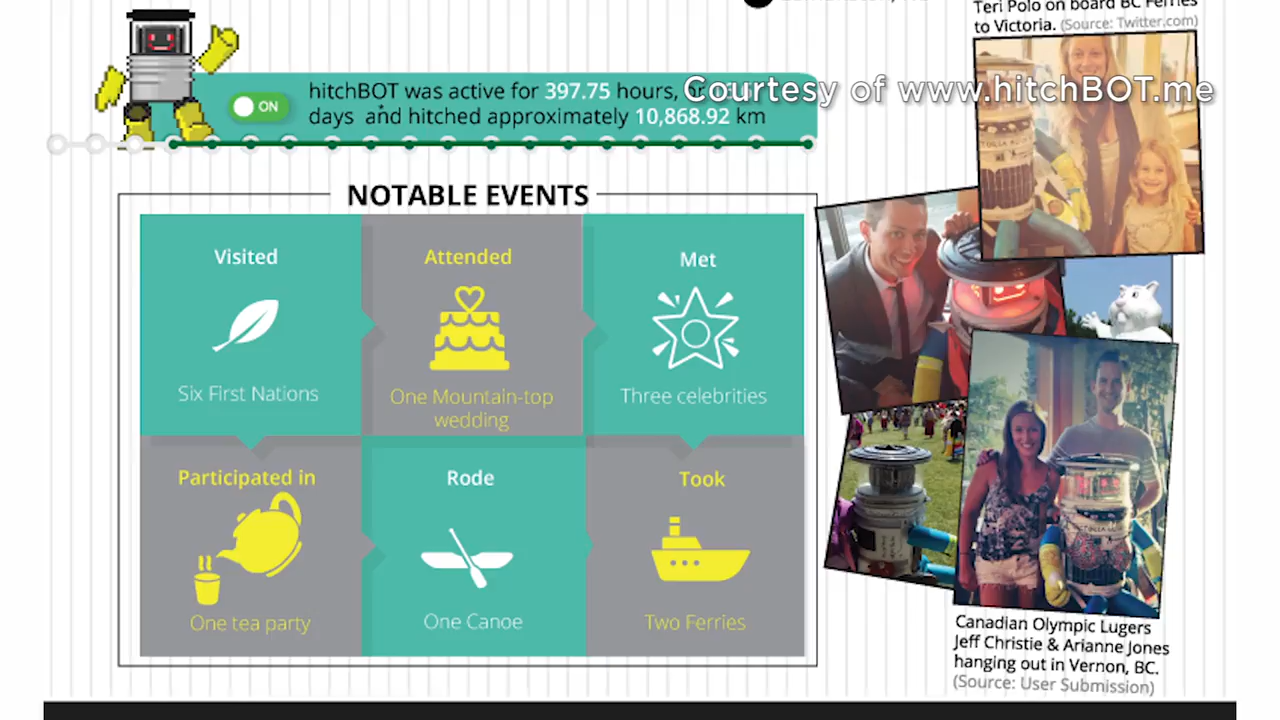 Teri Polo on board BC Ferries
to Victoria. (Source: Twitter.com)
Courtesy of www.hitchBOT.me
ON
hitchBOT was active for 397.75 hours,
days and hitched approximately 10,868.92 km
NOTABLE EVENTS
Visited
Six First Nations
Attended
One Mountain-top
wedding
Met
Three celebrities
Participated in
One tea party
Rode
One Canoe
Took
Two Ferries
Canadian Olympic Lugers
Jeff Christie & Arianne Jones
hanging out in Vernon, BC.
(Source: User Submission)